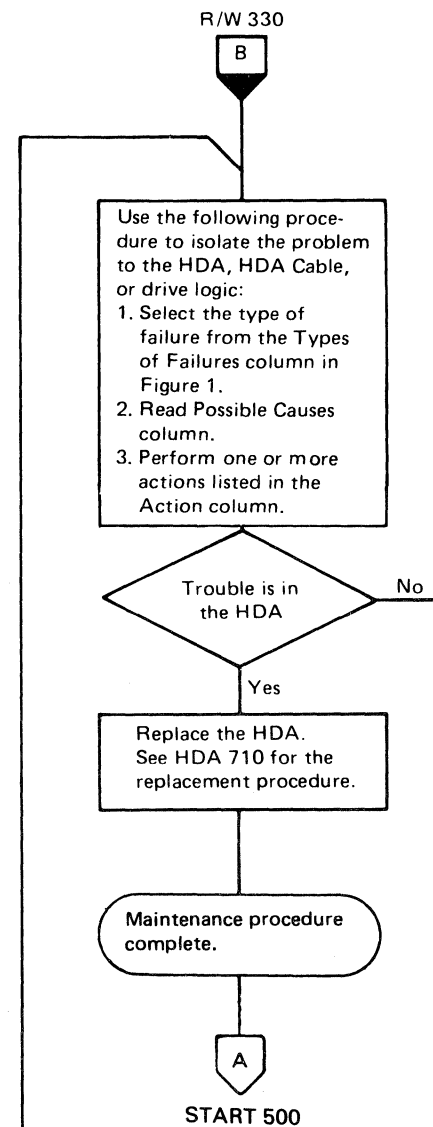 R/W 330
B
Use the following proce-
dure to isolate the problem
to the HDA, HDA Cable,
or drive logic:
1. Select the type of
failure from the Types
of Failures column in
Figure 1.
2. Read Possible Causes
column.
3. Perform one or more
actions listed in the
Action column.
Trouble is in
the HDA
No
Yes
Replace the HDA.
See HDA 710 for the
replacement procedure.
Maintenance procedure
complete.
A
START 500